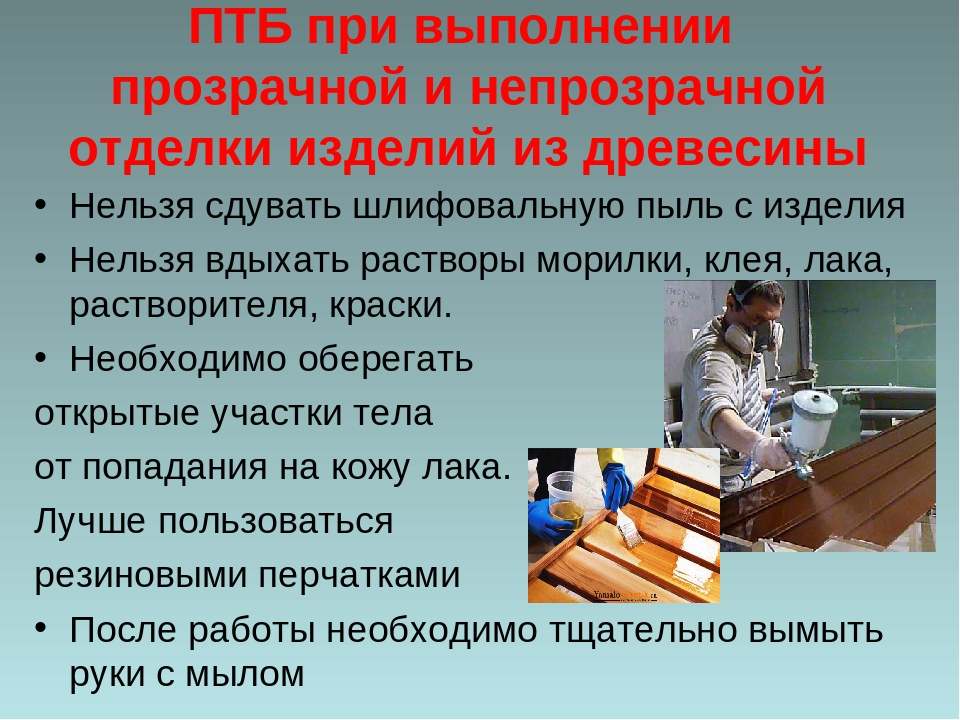 ПТБ при выполнении
прозрачной и непрозрачной
отделки изделий из древесины
• Нельзя сдувать шлифовальную пыль с изделия
• Нельзя вдыхать растворы морилки, клея, лака,
растворителя, краски.
• Необходимо оберегать
открытые участки тела
от попадания на кожу лака.
Лучше пользоваться
резиновыми перчатками
• После работы необходимо тщательно вымыть
руки с мылом